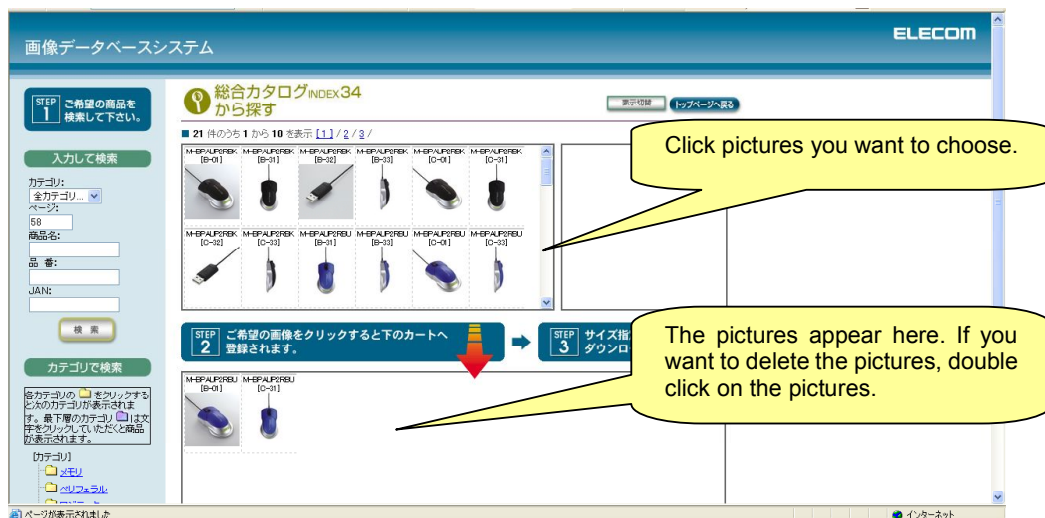 ELECOM
画像データベースシステム
STEP 1 ご希望の商品を
検索して下さい。
総合カタログINDEX34
から探す
表示切替 トップページへ戻る
■ 21 件のうち 1 から 10 を表示 [1] / 2 / 3 /
入力して検索
カテゴリ:
全カテゴリ...
ページ:
58
商品名:
品 番:
JAN:
検 索
M-BPAUP2RBK M-BPAUP2RBK M-BPAUP2RBK M-BPAUP2RBK M-BPAUP2RBK M-BPAUP2RBK
[B-01] [B-31] [B-32] [B-33] [C-01] [C-31]
M-BPAUP2RBK M-BPAUP2RBK M-BPAUP2RBU M-BPAUP2RBU M-BPAUP2RBU M-BPAUP2RBU
[C-32] [C-33] [B-31] [B-33] [C-01] [C-33]
Click pictures you want to choose.
STEP 2 ご希望の画像をクリックすると下のカートへ
登録されます。
STEP 3 サイズ指
ダウンロ
The pictures appear here. If you
want to delete the pictures, double
click on the pictures.
M-BPAUP2RBU M-BPAUP2RBU
[B-01] [C-31]
カテゴリで検索
各カテゴリの をクリックする
と次のカテゴリが表示されま
す。最下層のカテゴリ は文
字をクリックしていただくと商品
が表示されます。
[カテゴリ]
メモリ
ペリフェラル
ページが表示されました
インターネット